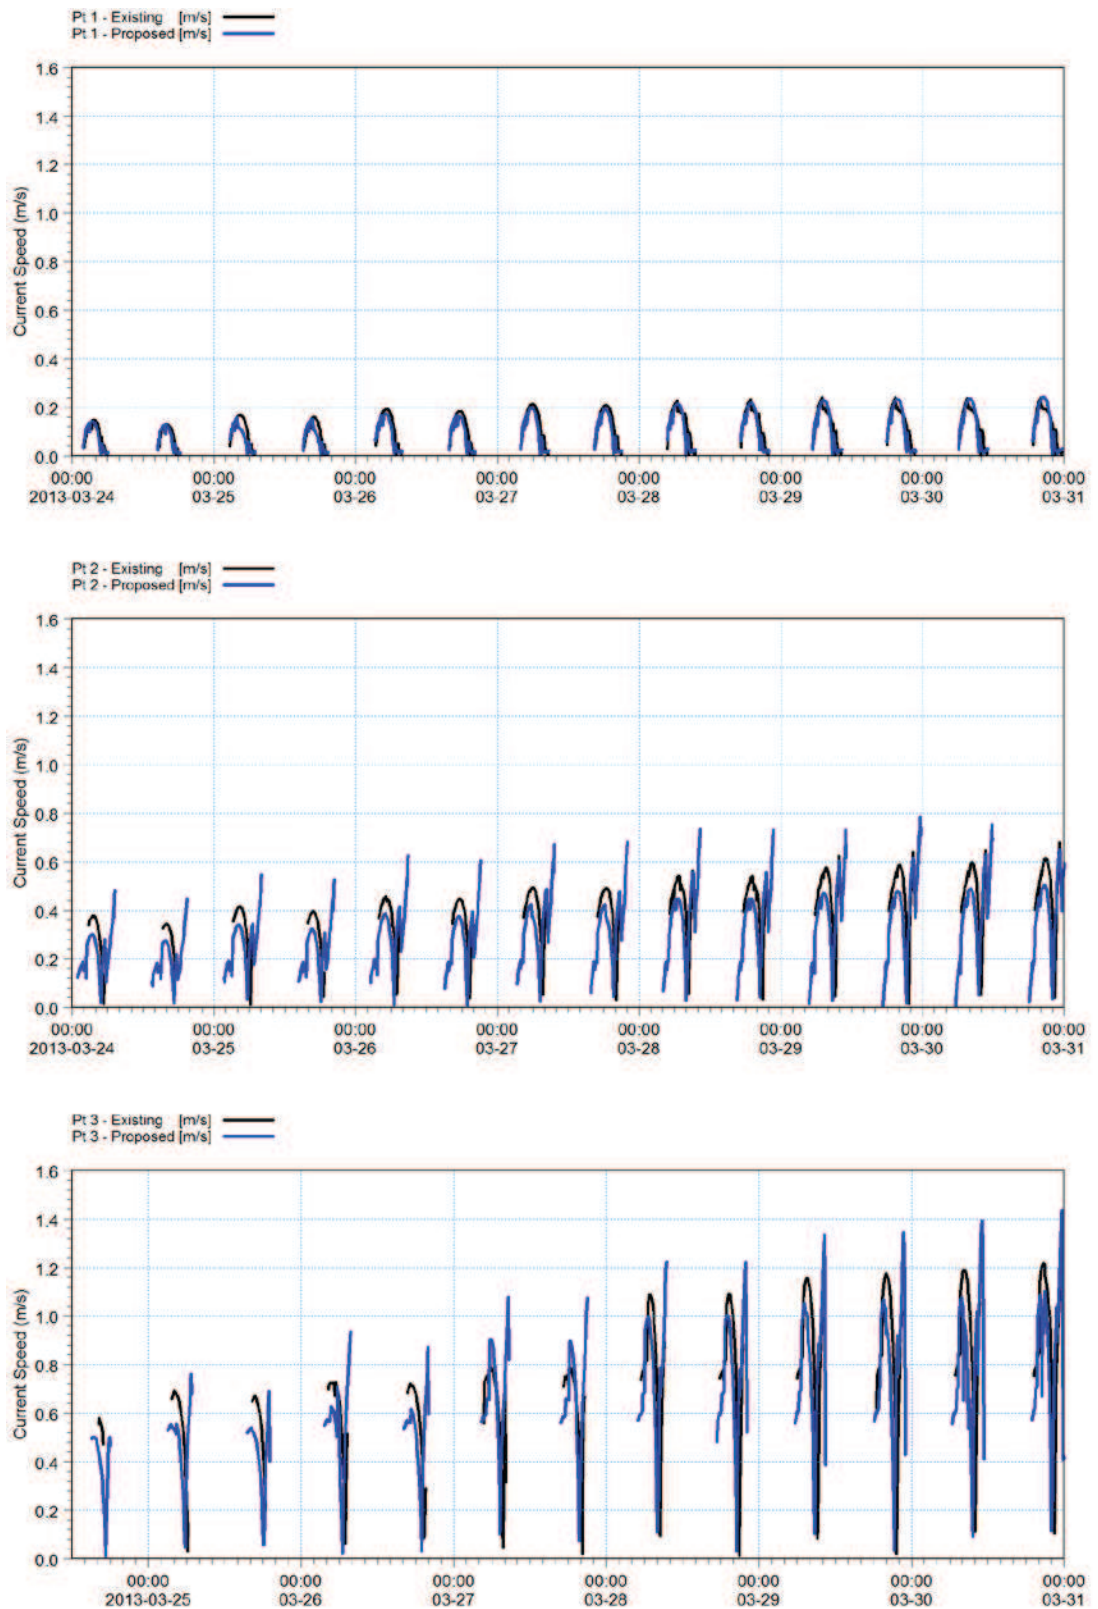 Pt 1 - Existing [m/s]
Pt 1 - Proposed [m/s]
1.6
1.4
1.2
1.0
0.8
0.6
0.4
0.2
0.0
Current Speed (m/s)
00:00 00:00 00:00 00:00 00:00 00:00 00:00 00:00
2013-03-24 03-25 03-26 03-27 03-28 03-29 03-30 03-31
Pt 2 - Existing [m/s]
Pt 2 - Proposed [m/s]
1.6
1.4
1.2
1.0
0.8
0.6
0.4
0.2
0.0
Current Speed (m/s)
00:00 00:00 00:00 00:00 00:00 00:00 00:00 00:00
2013-03-24 03-25 03-26 03-27 03-28 03-29 03-30 03-31
Pt 3 - Existing [m/s]
Pt 3 - Proposed [m/s]
1.6
1.4
1.2
1.0
0.8
0.6
0.4
0.2
0.0
Current Speed (m/s)
00:00 00:00 00:00 00:00 00:00 00:00 00:00
2013-03-25 03-26 03-27 03-28 03-29 03-30 03-31